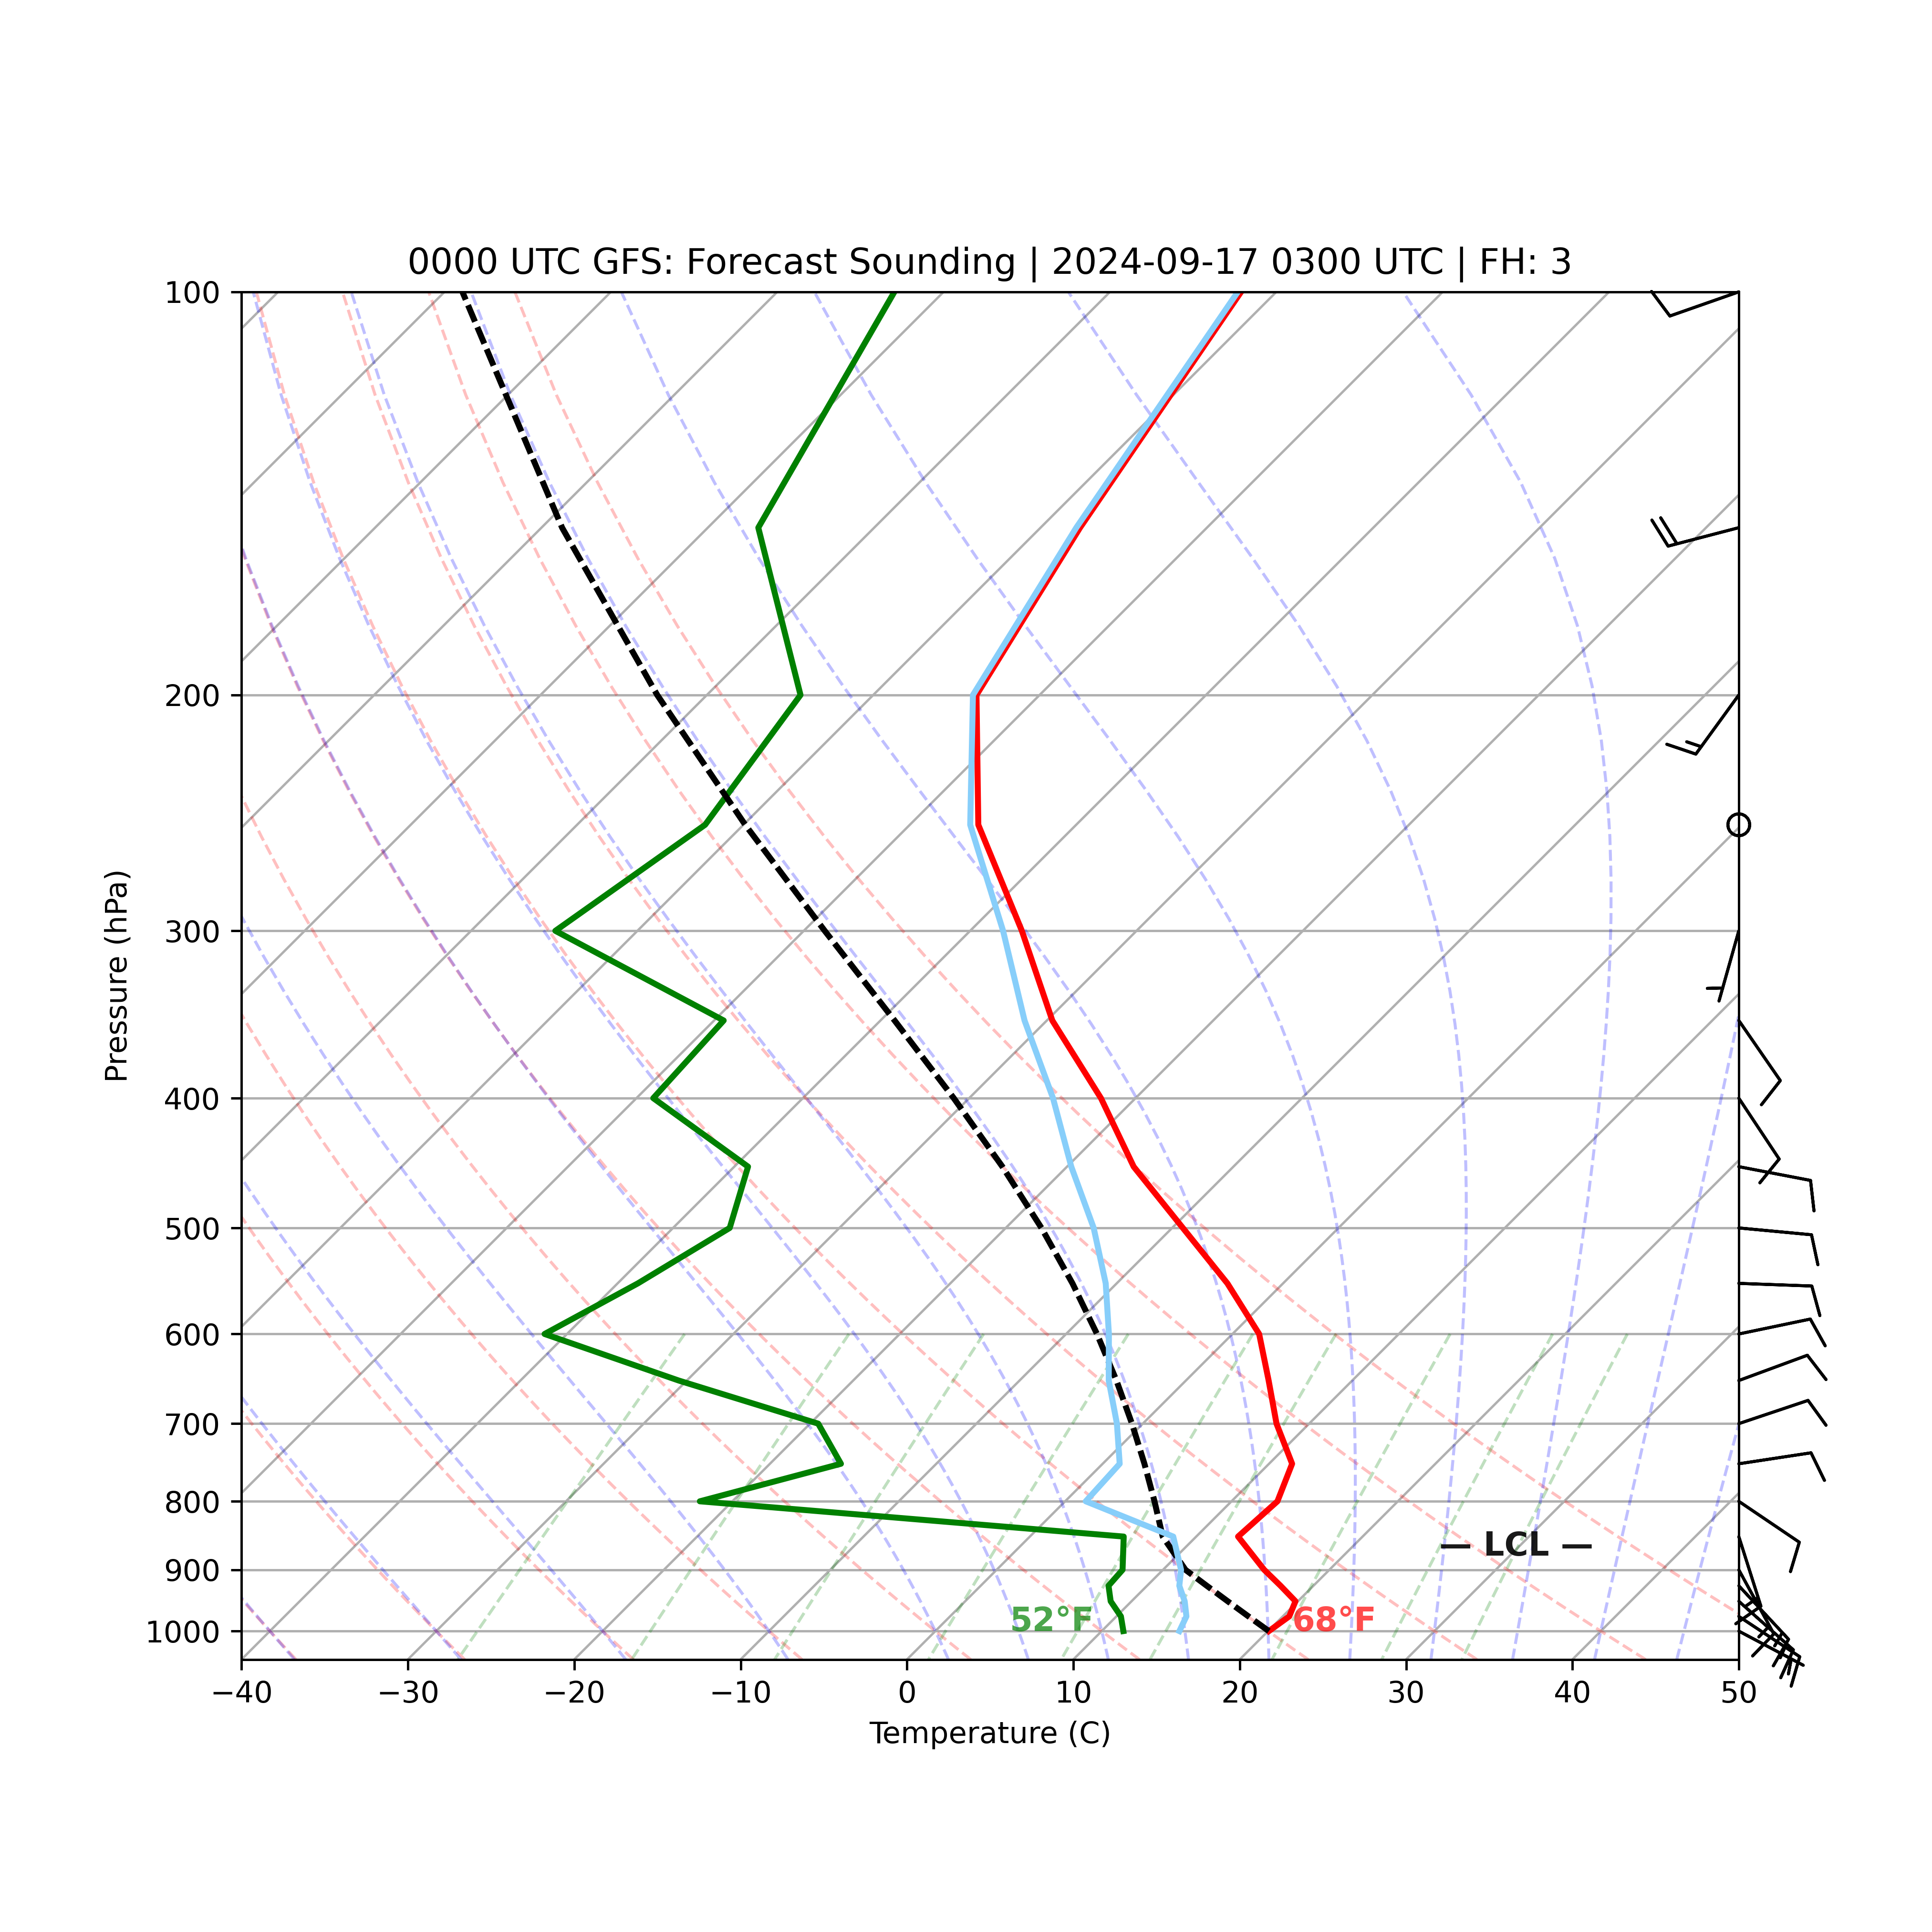 0000 UTC GFS: Forecast Sounding | 2024-09-17 0300 UTC | FH: 3
100
200
300
400
500
600
700
800
900
1000
Pressure (hPa)
— LCL —
52°F
68°F
−40 −30 −20 −10 0 10 20 30 40 50
Temperature (C)